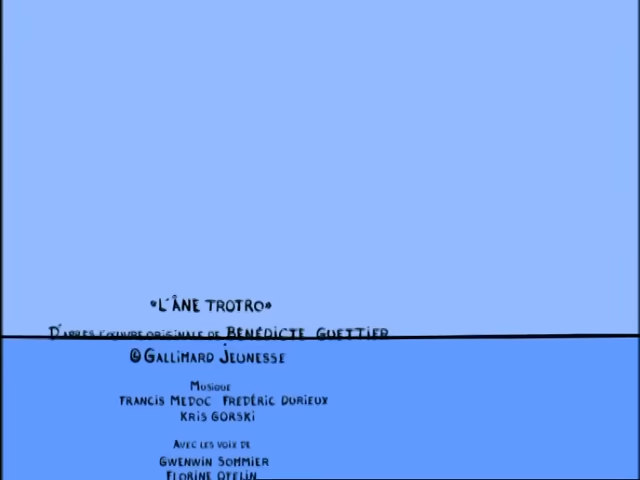 «L'ÂNE TROTRO»
D'APRÈS L'ŒUVRE ORIGINALE DE BÉNÉDICTE GUETTIER
©GALLIMARD JEUNESSE
MUSIQUE
FRANCIS MEDOC FRÉDÉRIC DURIEUX
KRIS GORSKI
AVEC LES VOIX DE
GWENWIN SOMMIER
FLORINE